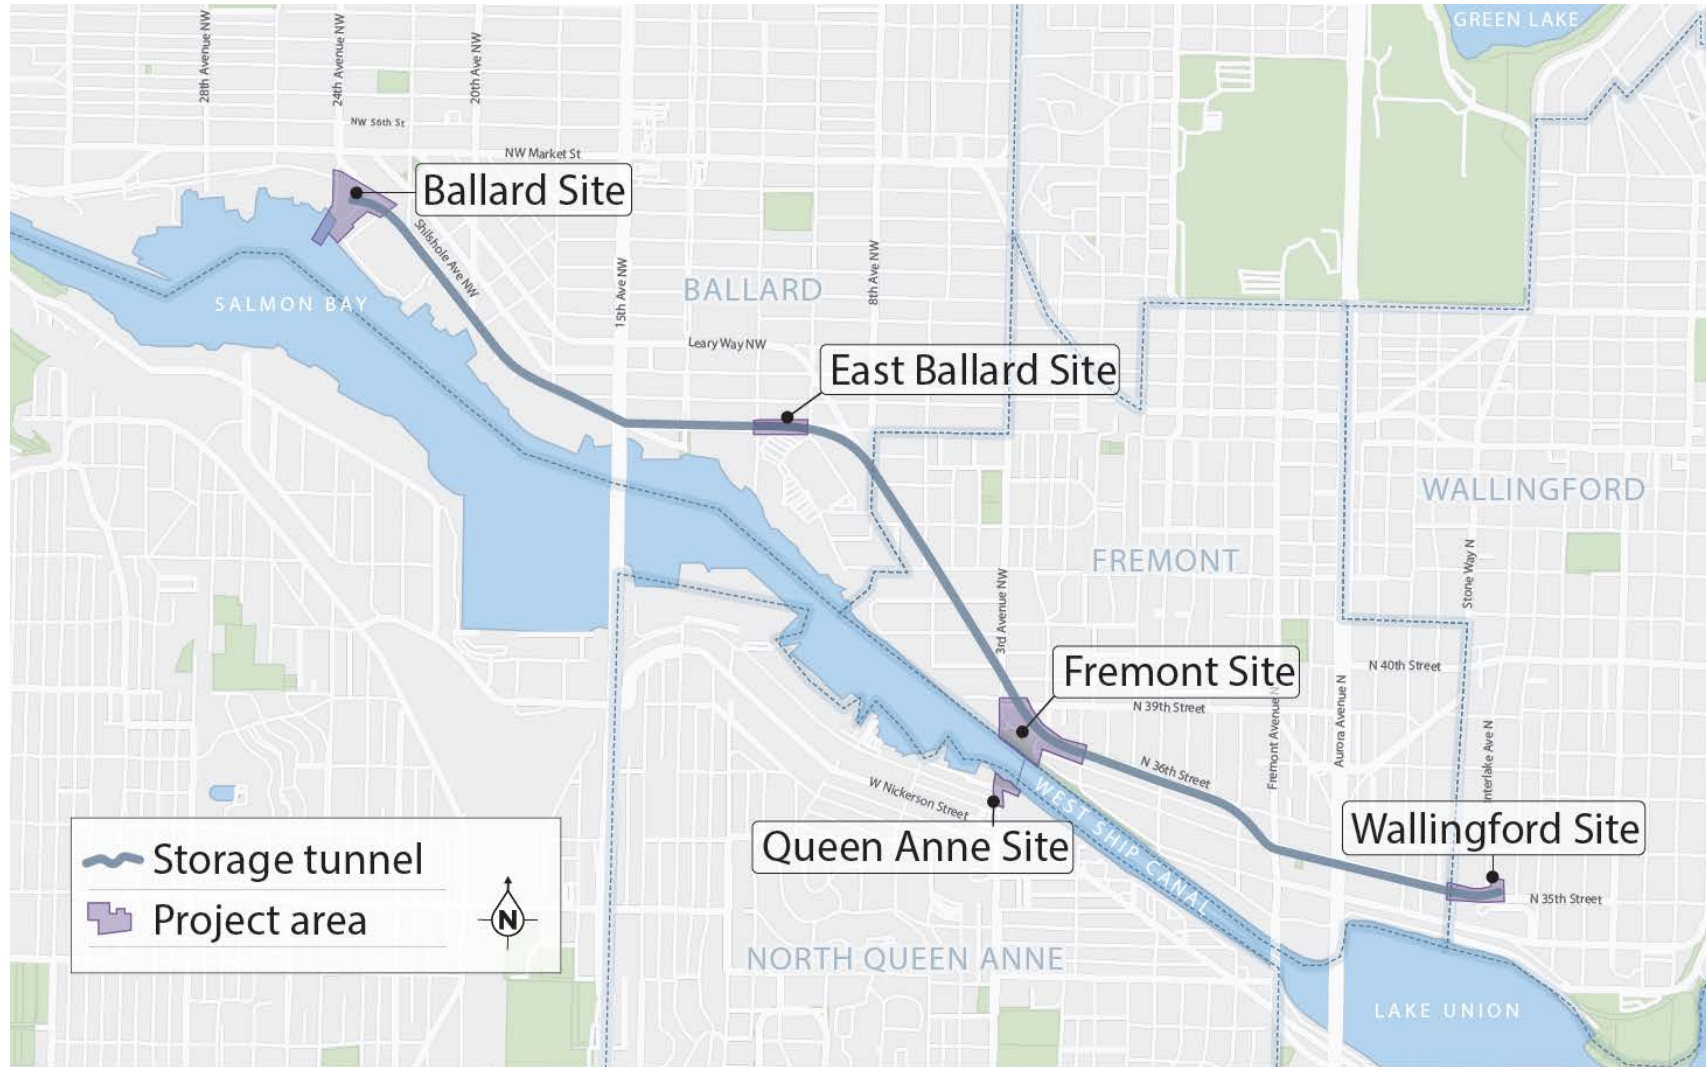 GREEN LAKE
28th Avenue NW
24th Avenue NW
20th Ave NW
NW 56th St
NW Market St
Ballard Site
Shilshole Ave NW
15th Ave NW
8th Ave NW
BALLARD
SALMON BAY
Leary Way NW
East Ballard Site
WALLINGFORD
FREMONT
Stone Way N
3rd Avenue NW
Fremont Site
N 40th Street
N 39th Street
Fremont Avenue N
Aurora Avenue N
nterlake Ave N
N 36th Street
W Nickerson Street
WEST SHIP CANAL
Queen Anne Site
Wallingford Site
N 35th Street
Storage tunnel
Project area
N
NORTH QUEEN ANNE
LAKE UNION